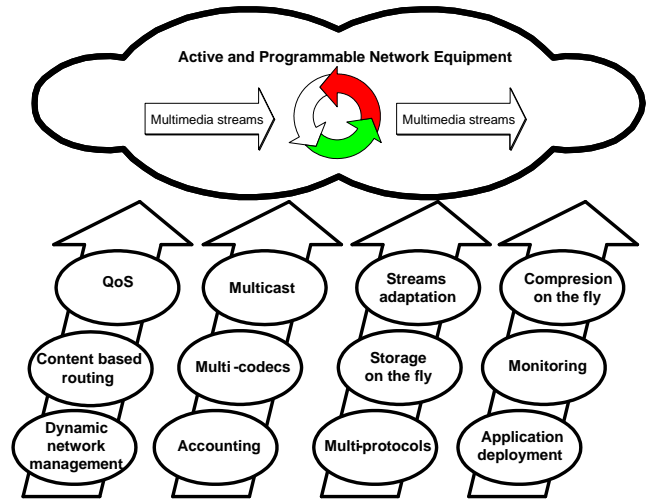 Active and Programmable Network Equipment
Multimedia streams
Multimedia streams
QoS
Multicast
Streams
adaptation
Compresion
on the fly
Content based
routing
Multi-codecs
Storage
on the fly
Monitoring
Dynamic
network
management
Accounting
Multi-protocols
Application
deployment